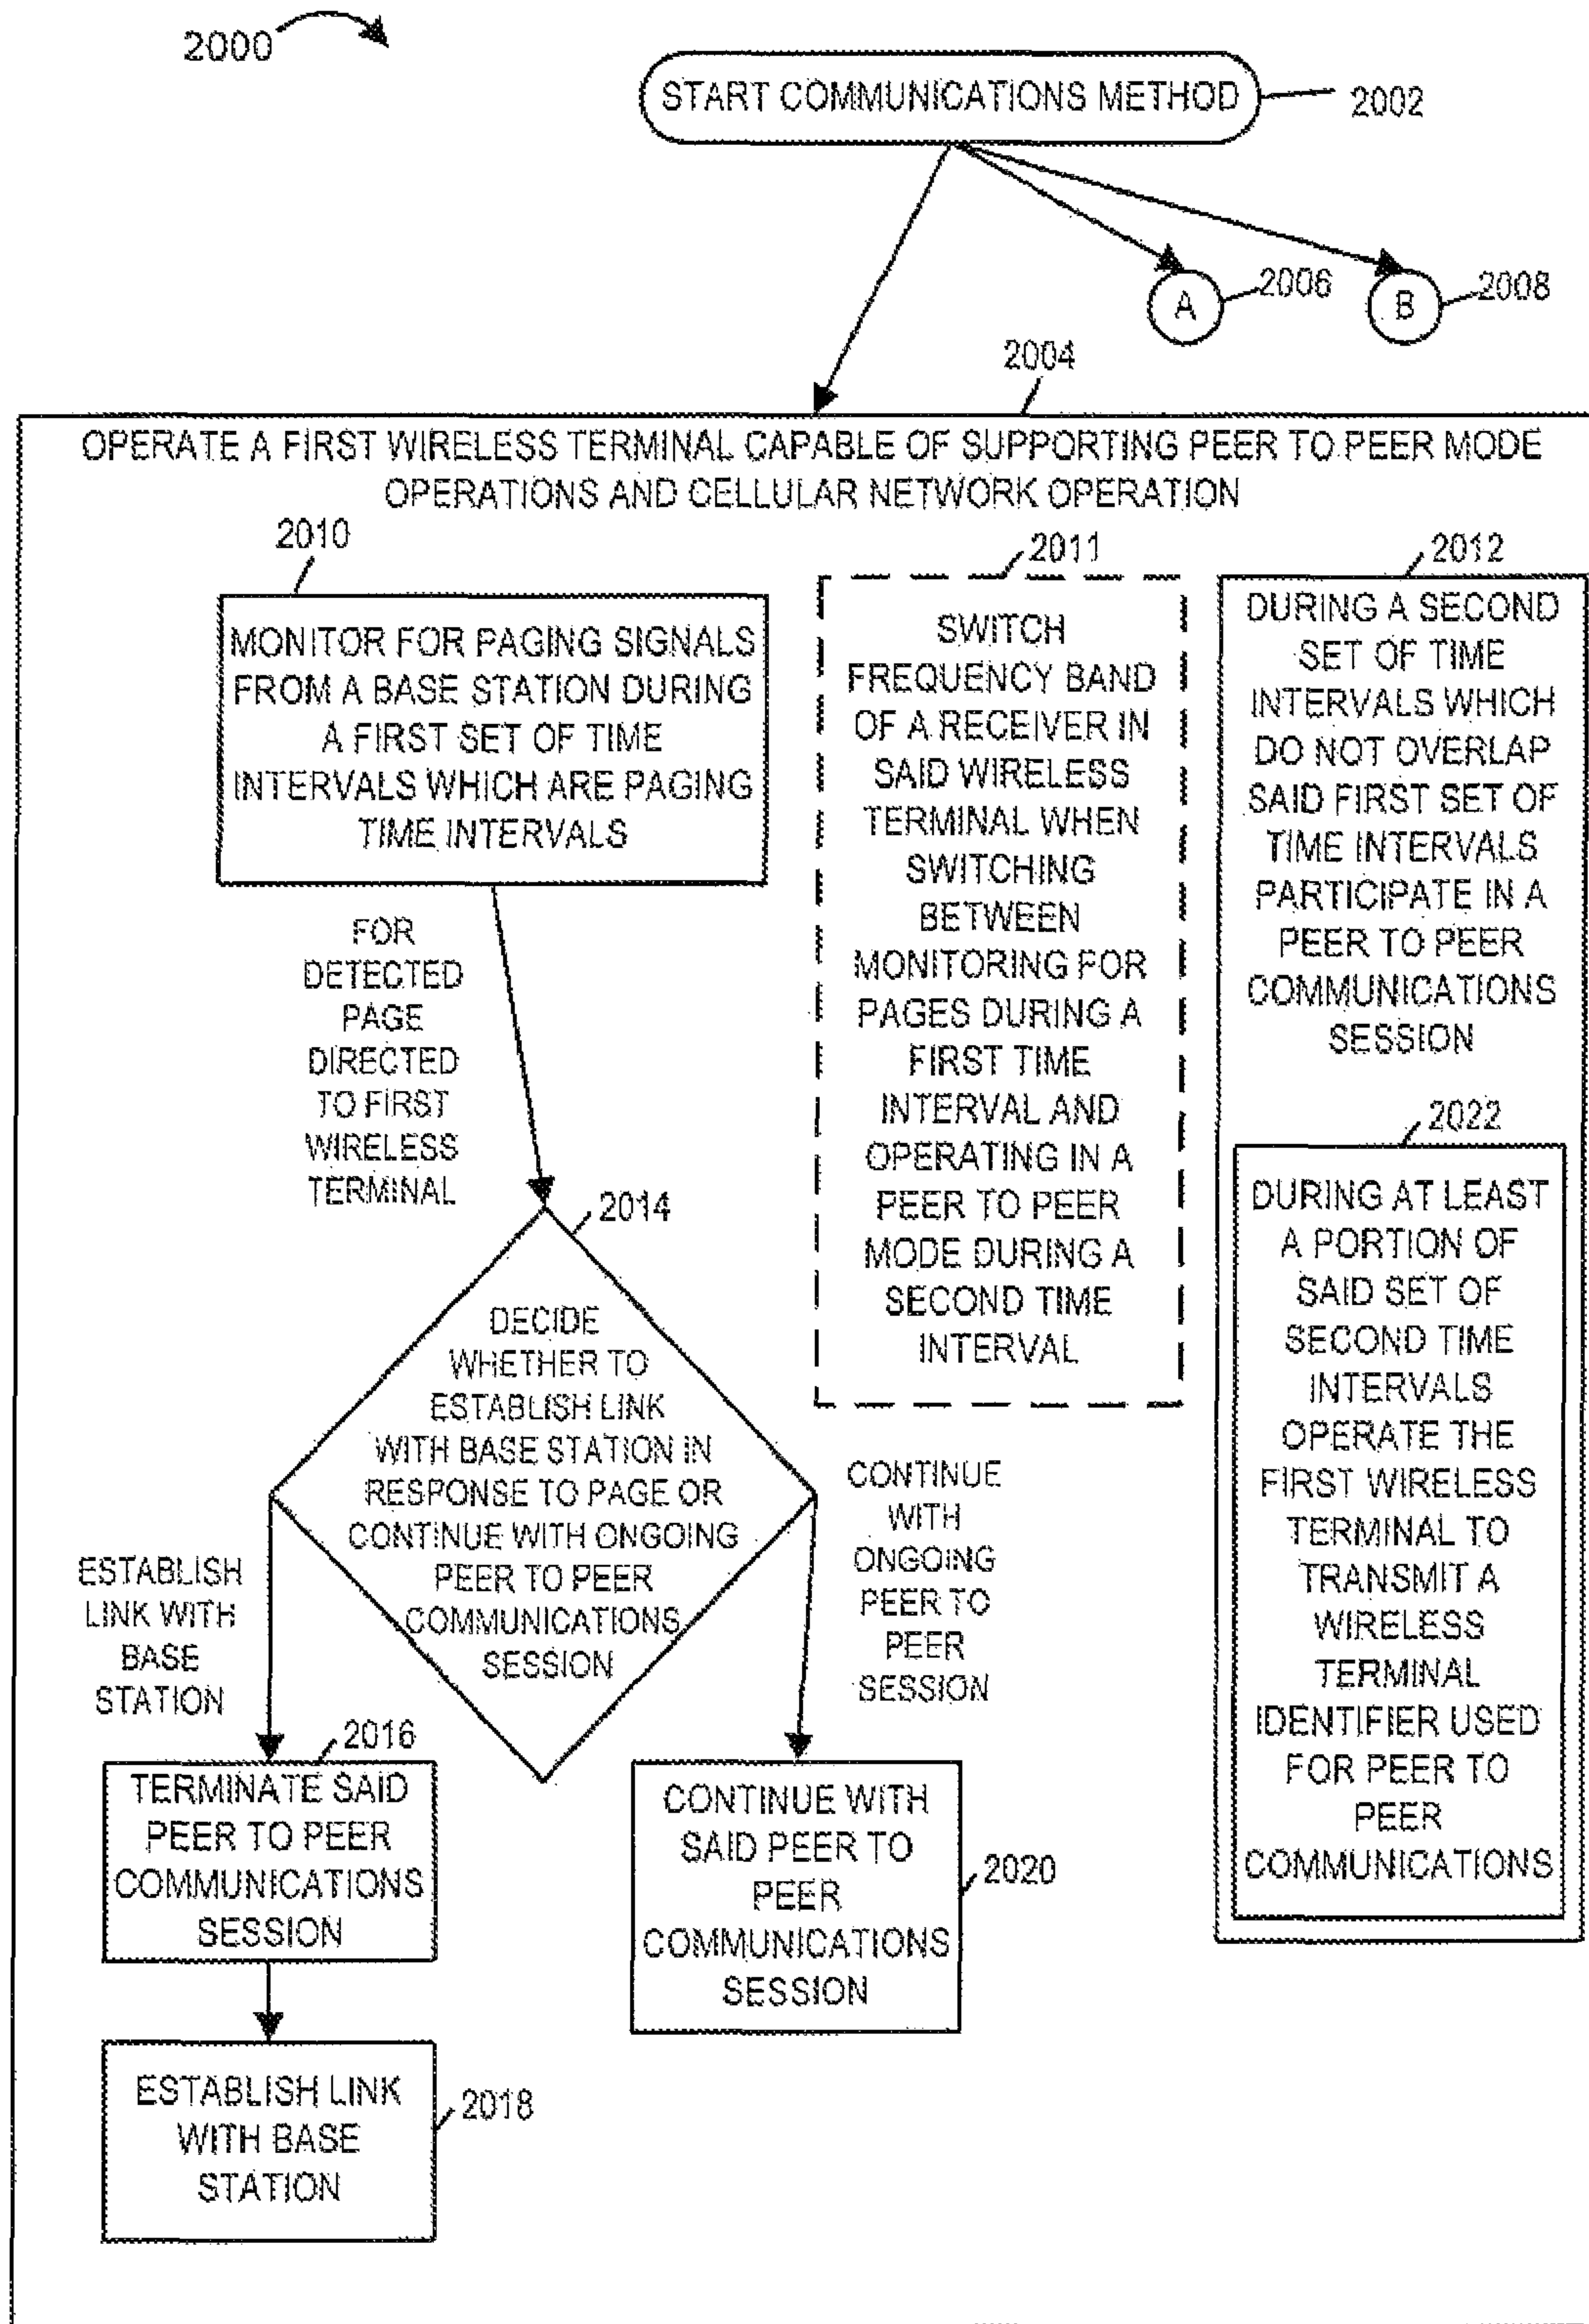 2000
START COMMUNICATIONS METHOD
2002
A
2006
B
2008
2004
OPERATE A FIRST WIRELESS TERMINAL CAPABLE OF SUPPORTING PEER TO PEER MODE
OPERATIONS AND CELLULAR NETWORK OPERATION
2010
MONITOR FOR PAGING SIGNALS
FROM A BASE STATION DURING
A FIRST SET OF TIME
INTERVALS WHICH ARE PAGING
TIME INTERVALS
2011
SWITCH
FREQUENCY BAND
OF A RECEIVER IN
SAID WIRELESS
TERMINAL WHEN
SWITCHING
BETWEEN
MONITORING FOR
PAGES DURING A
FIRST TIME
INTERVAL AND
OPERATING IN A
PEER TO PEER
MODE DURING A
SECOND TIME
INTERVAL
2012
DURING A SECOND
SET OF TIME
INTERVALS WHICH
DO NOT OVERLAP
SAID FIRST SET OF
TIME INTERVALS
PARTICIPATE IN A
PEER TO PEER
COMMUNICATIONS
SESSION
2022
DURING AT LEAST
A PORTION OF
SAID SET OF
SECOND TIME
INTERVALS
OPERATE THE
FIRST WIRELESS
TERMINAL TO
TRANSMIT A
WIRELESS
TERMINAL
IDENTIFIER USED
FOR PEER TO
PEER
COMMUNICATIONS
FOR
DETECTED
PAGE
DIRECTED
TO FIRST
WIRELESS
TERMINAL
2014
DECIDE
WHETHER TO
ESTABLISH LINK
WITH BASE STATION IN
RESPONSE TO PAGE OR
CONTINUE WITH ONGOING
PEER TO PEER
COMMUNICATIONS
SESSION
ESTABLISH
LINK WITH
BASE
STATION
CONTINUE
WITH
ONGOING
PEER TO
PEER
SESSION
2016
TERMINATE SAID
PEER TO PEER
COMMUNICATIONS
SESSION
CONTINUE WITH
SAID PEER TO
PEER
COMMUNICATIONS
SESSION
2020
ESTABLISH LINK
WITH BASE
STATION
2018